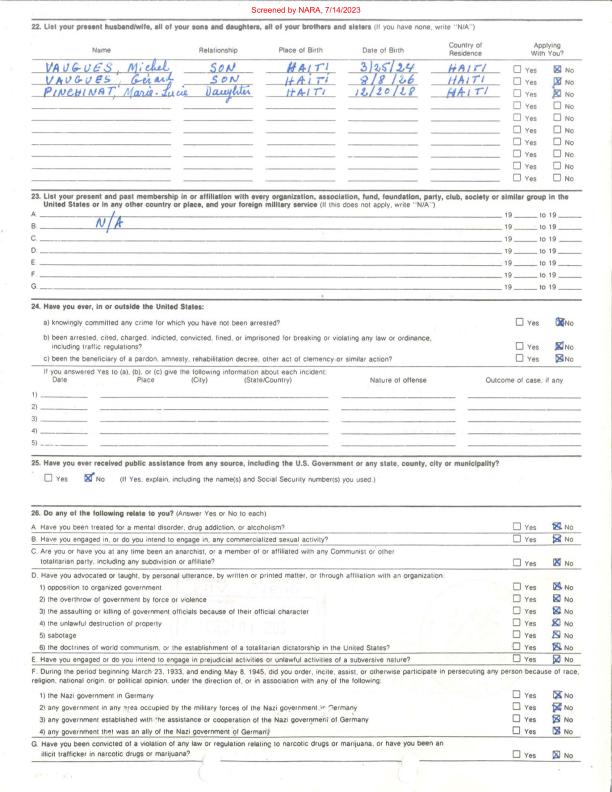 Screened by NARA, 7/14/2023
22. List your present husband/wife, all of your sons and daughters, all of your brothers and sisters (If you have none, write "N/A")
Name Relationship Place of Birth Date of Birth Country of Residence Applying With You?
VAUGUES, Michel SON HAITI 3/25/24 HAITI ☐ Yes ☒ No
VAUGUES, Gérard SON HAITI 8/8/26 HAITI ☐ Yes ☒ No
PINCHINAT, Marie-Lucie Daughter HAITI 12/20/28 HAITI ☐ Yes ☒ No
☐ Yes ☐ No
☐ Yes ☐ No
☐ Yes ☐ No
☐ Yes ☐ No
☐ Yes ☐ No
☐ Yes ☐ No
☐ Yes ☐ No
23. List your present and past membership in or affiliation with every organization, association, fund, foundation, party, club, society or similar group in the
United States or in any other country or place, and your foreign military service (If this does not apply, write "N/A")
A. 19 to 19
B. N/A 19 to 19
C. 19 to 19
D. 19 to 19
E. 19 to 19
F. 19 to 19
G. 19 to 19
24. Have you ever, in or outside the United States:
a) knowingly committed any crime for which you have not been arrested? ☐ Yes ☒ No
b) been arrested, cited, charged, indicted, convicted, fined, or imprisoned for breaking or violating any law or ordinance,
including traffic regulations? ☐ Yes ☒ No
c) been the beneficiary of a pardon, amnesty, rehabilitation decree, other act of clemency or similar action? ☐ Yes ☒ No
If you answered Yes to (a), (b), or (c) give the following information about each incident:
Date Place (City) (State/Country) Nature of offense Outcome of case, if any
1)
2)
3)
4)
5)
25. Have you ever received public assistance from any source, including the U.S. Government or any state, county, city or municipality?
☐ Yes ☒ No (If Yes, explain, including the name(s) and Social Security number(s) you used.)
26. Do any of the following relate to you? (Answer Yes or No to each)
A. Have you been treated for a mental disorder, drug addiction, or alcoholism? ☐ Yes ☒ No
B. Have you engaged in, or do you intend to engage in, any commercialized sexual activity? ☐ Yes ☒ No
C. Are you or have you at any time been an anarchist, or a member of or affiliated with any Communist or other
totalitarian party, including any subdivision or affiliate? ☐ Yes ☒ No
D. Have you advocated or taught, by personal utterance, by written or printed matter, or through affiliation with an organization:
1) opposition to organized government ☐ Yes ☒ No
2) the overthrow of government by force or violence ☐ Yes ☒ No
3) the assaulting or killing of government officials because of their official character ☐ Yes ☒ No
4) the unlawful destruction of property ☐ Yes ☒ No
5) sabotage ☐ Yes ☒ No
6) the doctrines of world communism, or the establishment of a totalitarian dictatorship in the United States? ☐ Yes ☒ No
E. Have you engaged or do you intend to engage in prejudicial activities or unlawful activities of a subversive nature? ☐ Yes ☒ No
F. During the period beginning March 23, 1933, and ending May 8, 1945, did you order, incite, assist, or otherwise participate in persecuting any person because of race,
religion, national origin, or political opinion, under the direction of, or in association with any of the following:
1) the Nazi government in Germany ☐ Yes ☒ No
2) any government in any area occupied by the military forces of the Nazi government in Germany ☐ Yes ☒ No
3) any government established with the assistance or cooperation of the Nazi government of Germany ☐ Yes ☒ No
4) any government that was an ally of the Nazi government of Germany ☐ Yes ☒ No
G. Have you been convicted of a violation of any law or regulation relating to narcotic drugs or marijuana, or have you been an
illicit trafficker in narcotic drugs or marijuana? ☐ Yes ☒ No